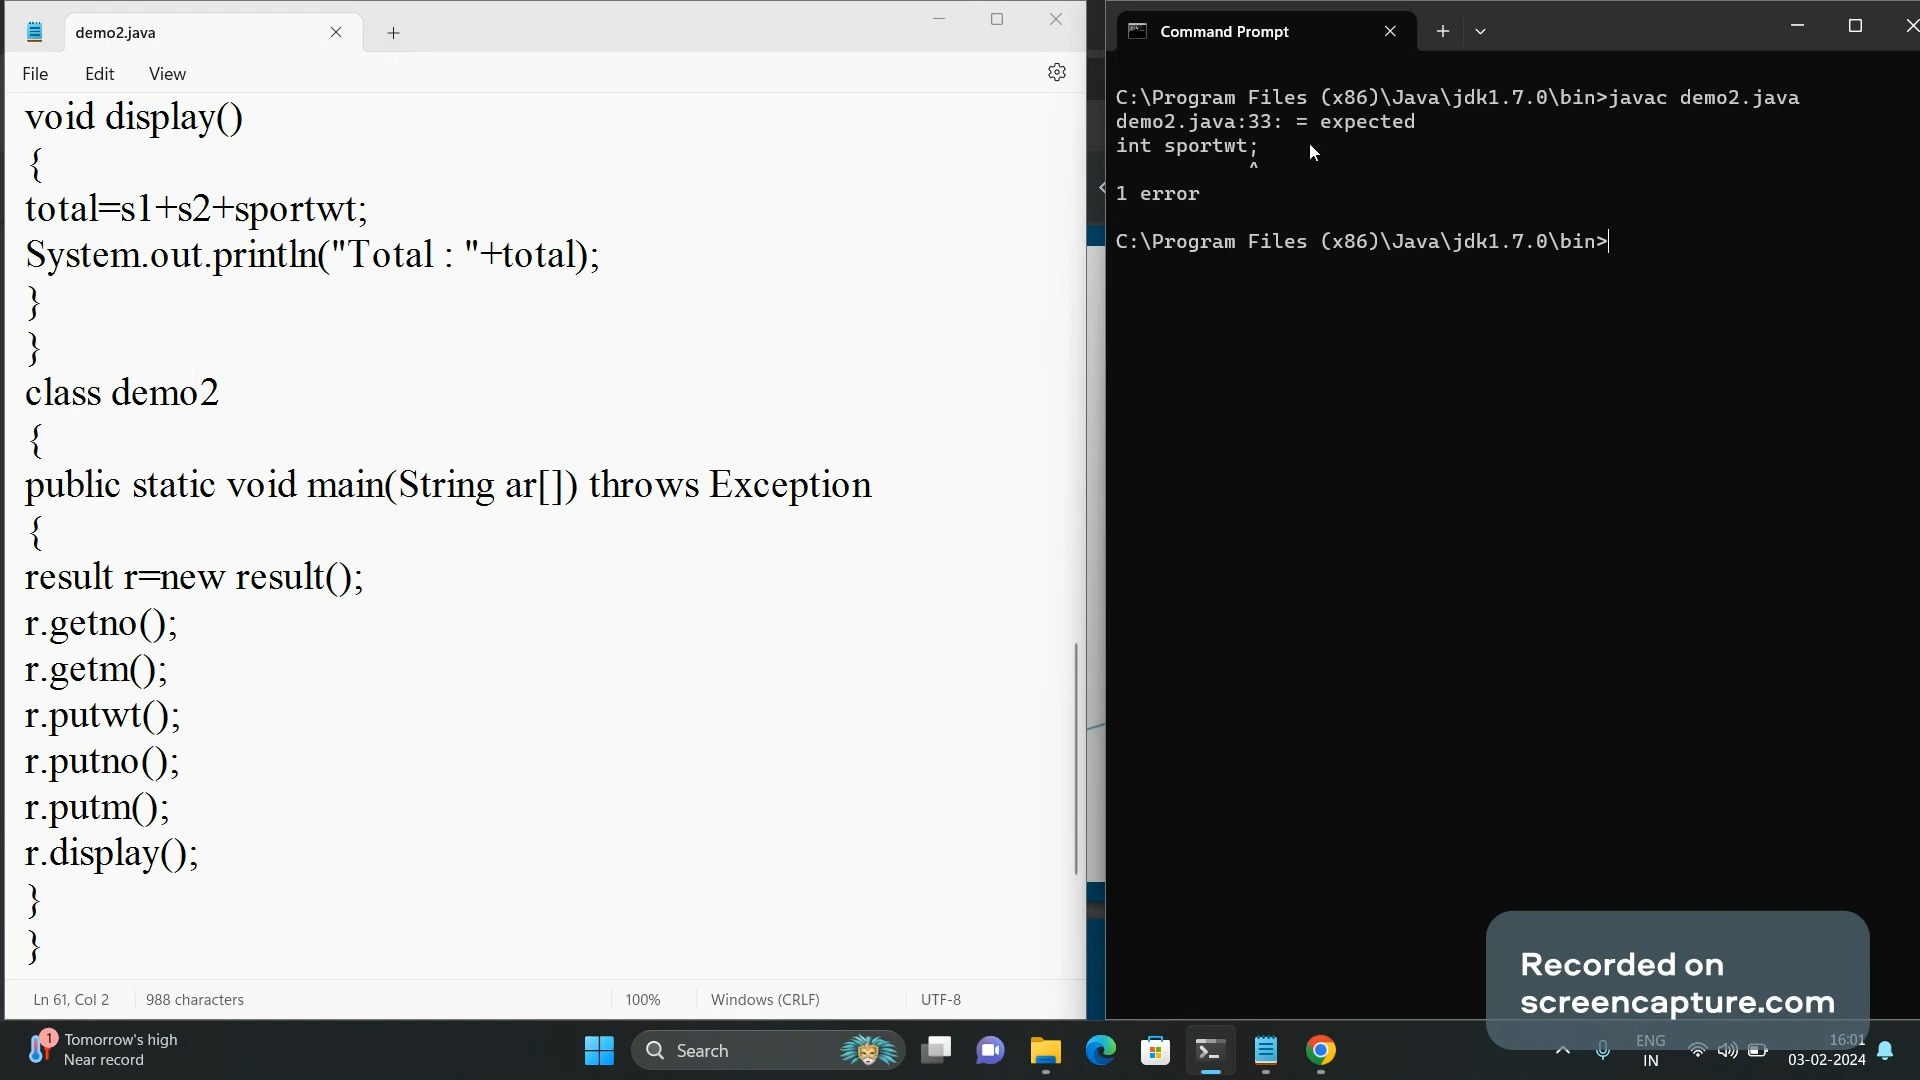 demo2.java
File Edit View
void display()
{
total=s1+s2+sportwt;
System.out.println("Total : "+total);
}
}
class demo2
{
public static void main(String ar[]) throws Exception
{
result r=new result();
r.getno();
r.getm();
r.putwt();
r.putno();
r.putm();
r.display();
}
}
Ln 61, Col 2 988 characters 100% Windows (CRLF) UTF-8
Command Prompt
C:\Program Files (x86)\Java\jdk1.7.0\bin>javac demo2.java
demo2.java:33: = expected
int sportwt;
^
1 error
C:\Program Files (x86)\Java\jdk1.7.0\bin>
Recorded on
screencapture.com
1
Tomorrow's high
Near record
Search
ENG
IN
16:01
03-02-2024